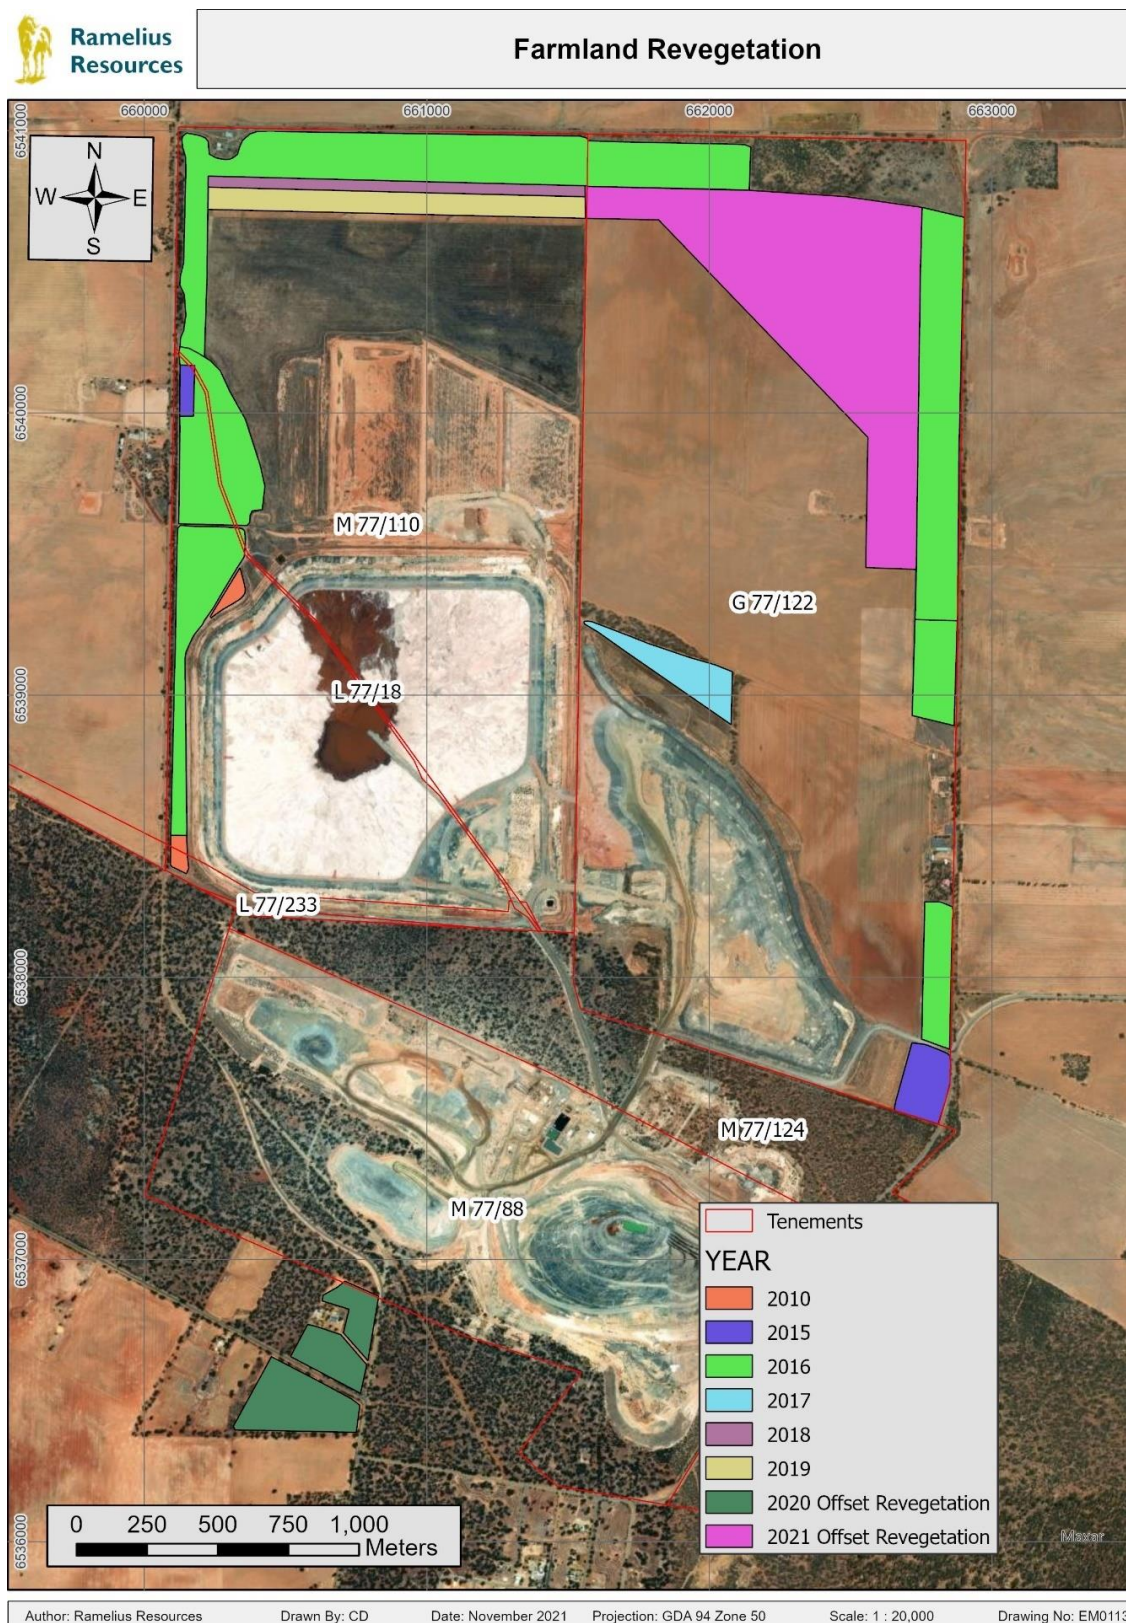 Ramelius
Resources
Farmland Revegetation
660000 661000 662000 663000
6541000
N
W E
S
6540000
M 77/110
G 77/122
6539000
L 77/18
L 77/233
6538000
M 77/124
M 77/88
6537000
Tenements
YEAR
2010
2015
2016
2017
2018
2019
2020 Offset Revegetation
2021 Offset Revegetation
0 250 500 750 1,000
Meters
6536000
Maxar
Author: Ramelius Resources Drawn By: CD Date: November 2021 Projection: GDA 94 Zone 50 Scale: 1 : 20,000 Drawing No: EM0113